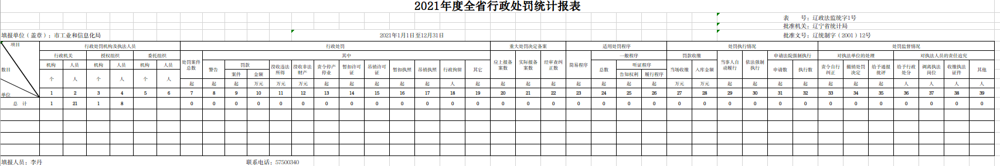 2021年度全省行政处罚统计报表
表　　号：辽政法监统字1号
批准机关：辽宁省统计局
填报单位（盖章）：市工业和信息化局 2021年1月1日至12月31日 批准文号：辽统制字（2001）12号
项目 行政处罚机构及执法人员 行政处罚 重大处罚决定备案 适用处罚程序 处罚执行情况 处罚监督情况
行政机关 授权组织 委托组织 处罚案件总数 其中 应上报备案数 实际报备案数 经审查纠正数 简易程序 一般程序 罚款收缴 当事人自动履行 依法强制执行 申请法院强制执行 对执法单位的处理 对执法人员的责任追究
数目 机构 人员 机构 人员 机构 人员 警告 罚款 没收违法所得 没收非法财产 责令停产停业 暂扣许可证 吊销许可证 暂扣执照 吊销执照 行政拘留 其它 总数 听证程序 当场收缴 入库金额 申请数 执行数 责令自行纠正 撤销处罚决定 给予通报批评 给予行政处分 调离执法岗位 收缴执法证件 其他
案件 金额 告知权利 履行程序
单位 个 人 个 人 个 人 起 起 起 万元 万元 万元 起 起 起 起 起 人 起 起 起 起 起 起 起 起 万元 万元 起 起 起 起 起 起 起 人 人 人 人
1 2 3 4 5 6 7 8 9 10 11 12 13 14 15 16 17 18 19 20 21 22 23 24 25 26 27 28 29 30 31 32 33 34 35 36 37 38 39
总　计 1 21 1 8 0 0 0 0 0 0 0 0 0 0 0 0 0 0 0 0 0 0 0 0 0 0 0 0 0 0 0 0 0 0 0 0 0
填报人员：李丹 联系电话：57500340